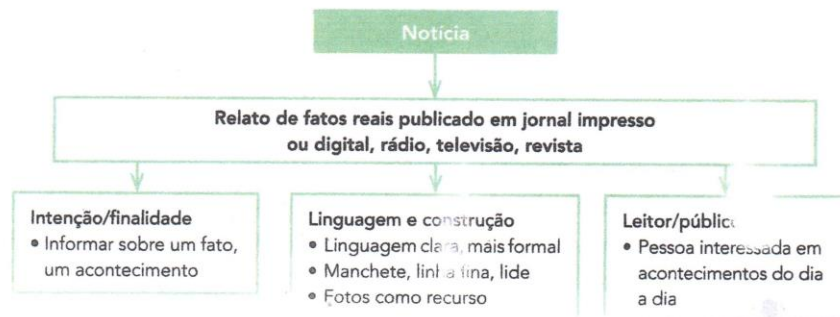 Notícia
Relato de fatos reais publicado em jornal impresso
ou digital, rádio, televisão, revista
Intenção/finalidade
• Informar sobre um fato,
um acontecimento
Linguagem e construção
• Linguagem clara, mais formal
• Manchete, linha fina, lide
• Fotos como recurso
Leitor/público
• Pessoa interessada em
acontecimentos do dia
a dia